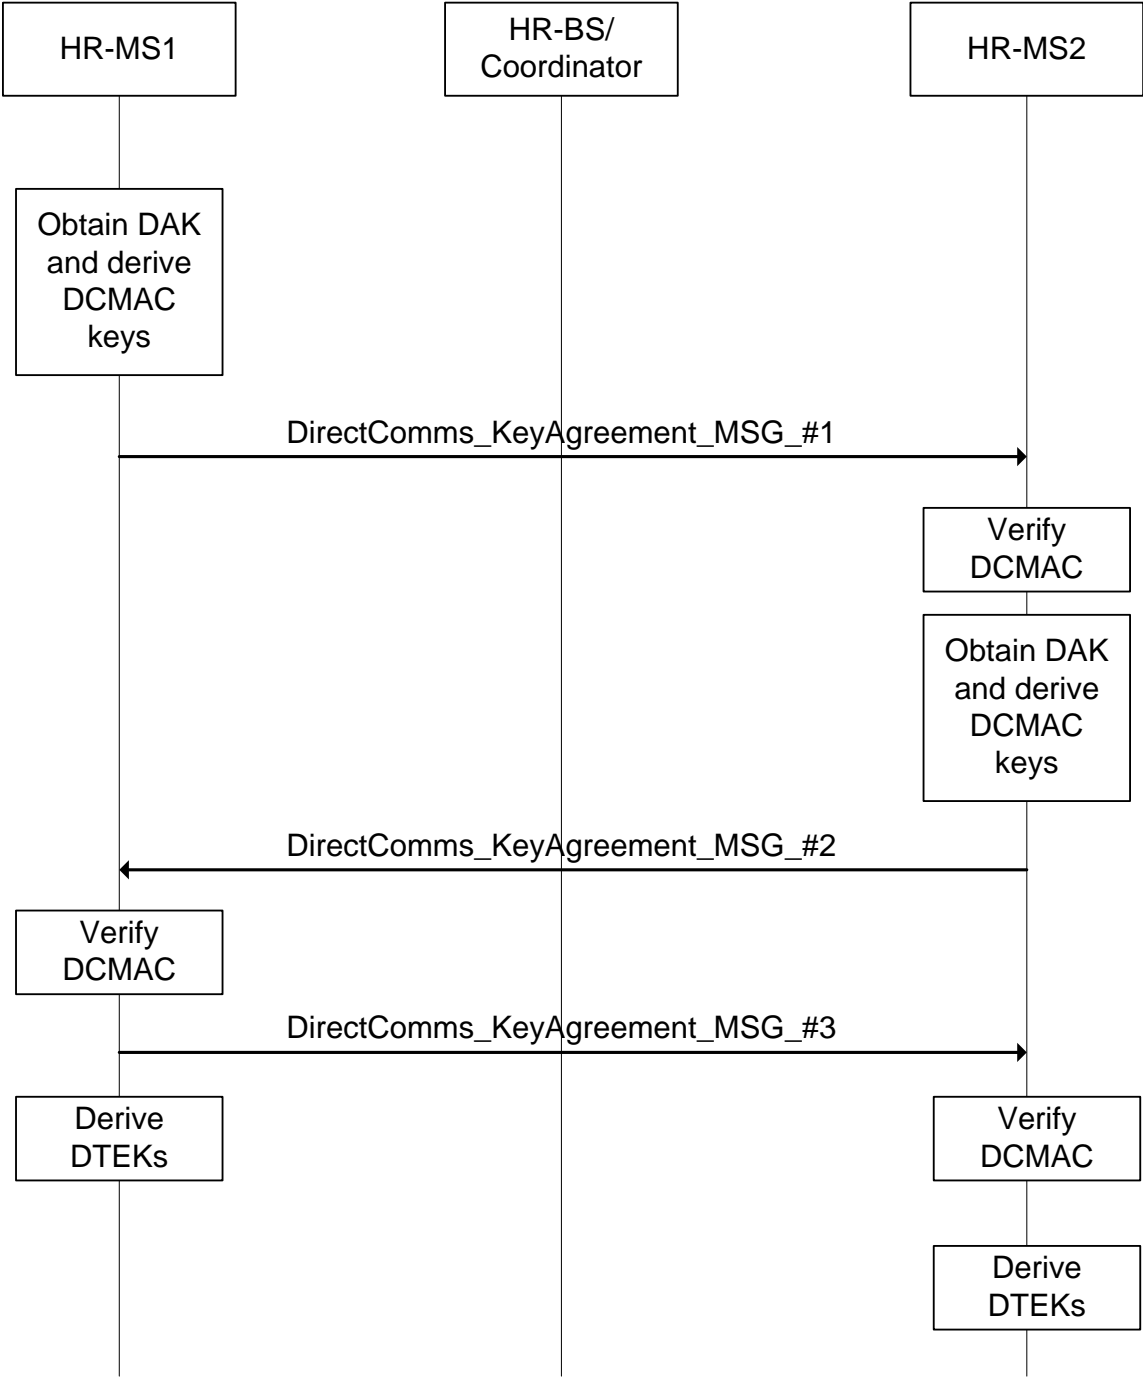 HR-MS1
HR-BS/
Coordinator
HR-MS2
Obtain DAK
and derive
DCMAC
keys
DirectComms_KeyAgreement_MSG_#1
Verify
DCMAC
Obtain DAK
and derive
DCMAC
keys
DirectComms_KeyAgreement_MSG_#2
Verify
DCMAC
DirectComms_KeyAgreement_MSG_#3
Derive
DTEKs
Verify
DCMAC
Derive
DTEKs